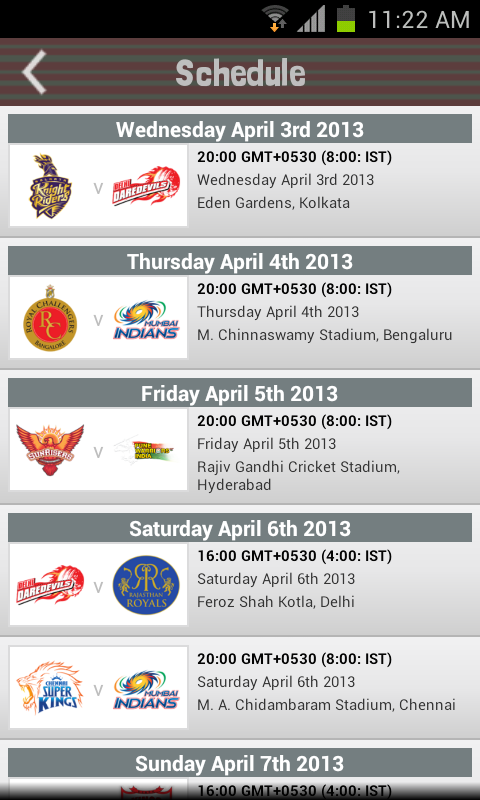 11:22 AM
Schedule
Wednesday April 3rd 2013
Knight Riders
v
DELHI DAREDEVILS
20:00 GMT+0530 (8:00: IST)
Wednesday April 3rd 2013
Eden Gardens, Kolkata
Thursday April 4th 2013
ROYAL CHALLENGERS
RC
BANGALORE
v
MUMBAI
INDIANS
20:00 GMT+0530 (8:00: IST)
Thursday April 4th 2013
M. Chinnaswamy Stadium, Bengaluru
Friday April 5th 2013
SUNRISERS
v
PUNE
WARRIORS
INDIA
20:00 GMT+0530 (8:00: IST)
Friday April 5th 2013
Rajiv Gandhi Cricket Stadium,
Hyderabad
Saturday April 6th 2013
DELHI
DAREDEVILS
v
RR
RAJASTHAN
ROYALS
16:00 GMT+0530 (4:00: IST)
Saturday April 6th 2013
Feroz Shah Kotla, Delhi
CHENNAI
SUPER
KINGS
v
MUMBAI
INDIANS
20:00 GMT+0530 (8:00: IST)
Saturday April 6th 2013
M. A. Chidambaram Stadium, Chennai
Sunday April 7th 2013
16:00 GMT+0530 (4:00: IST)